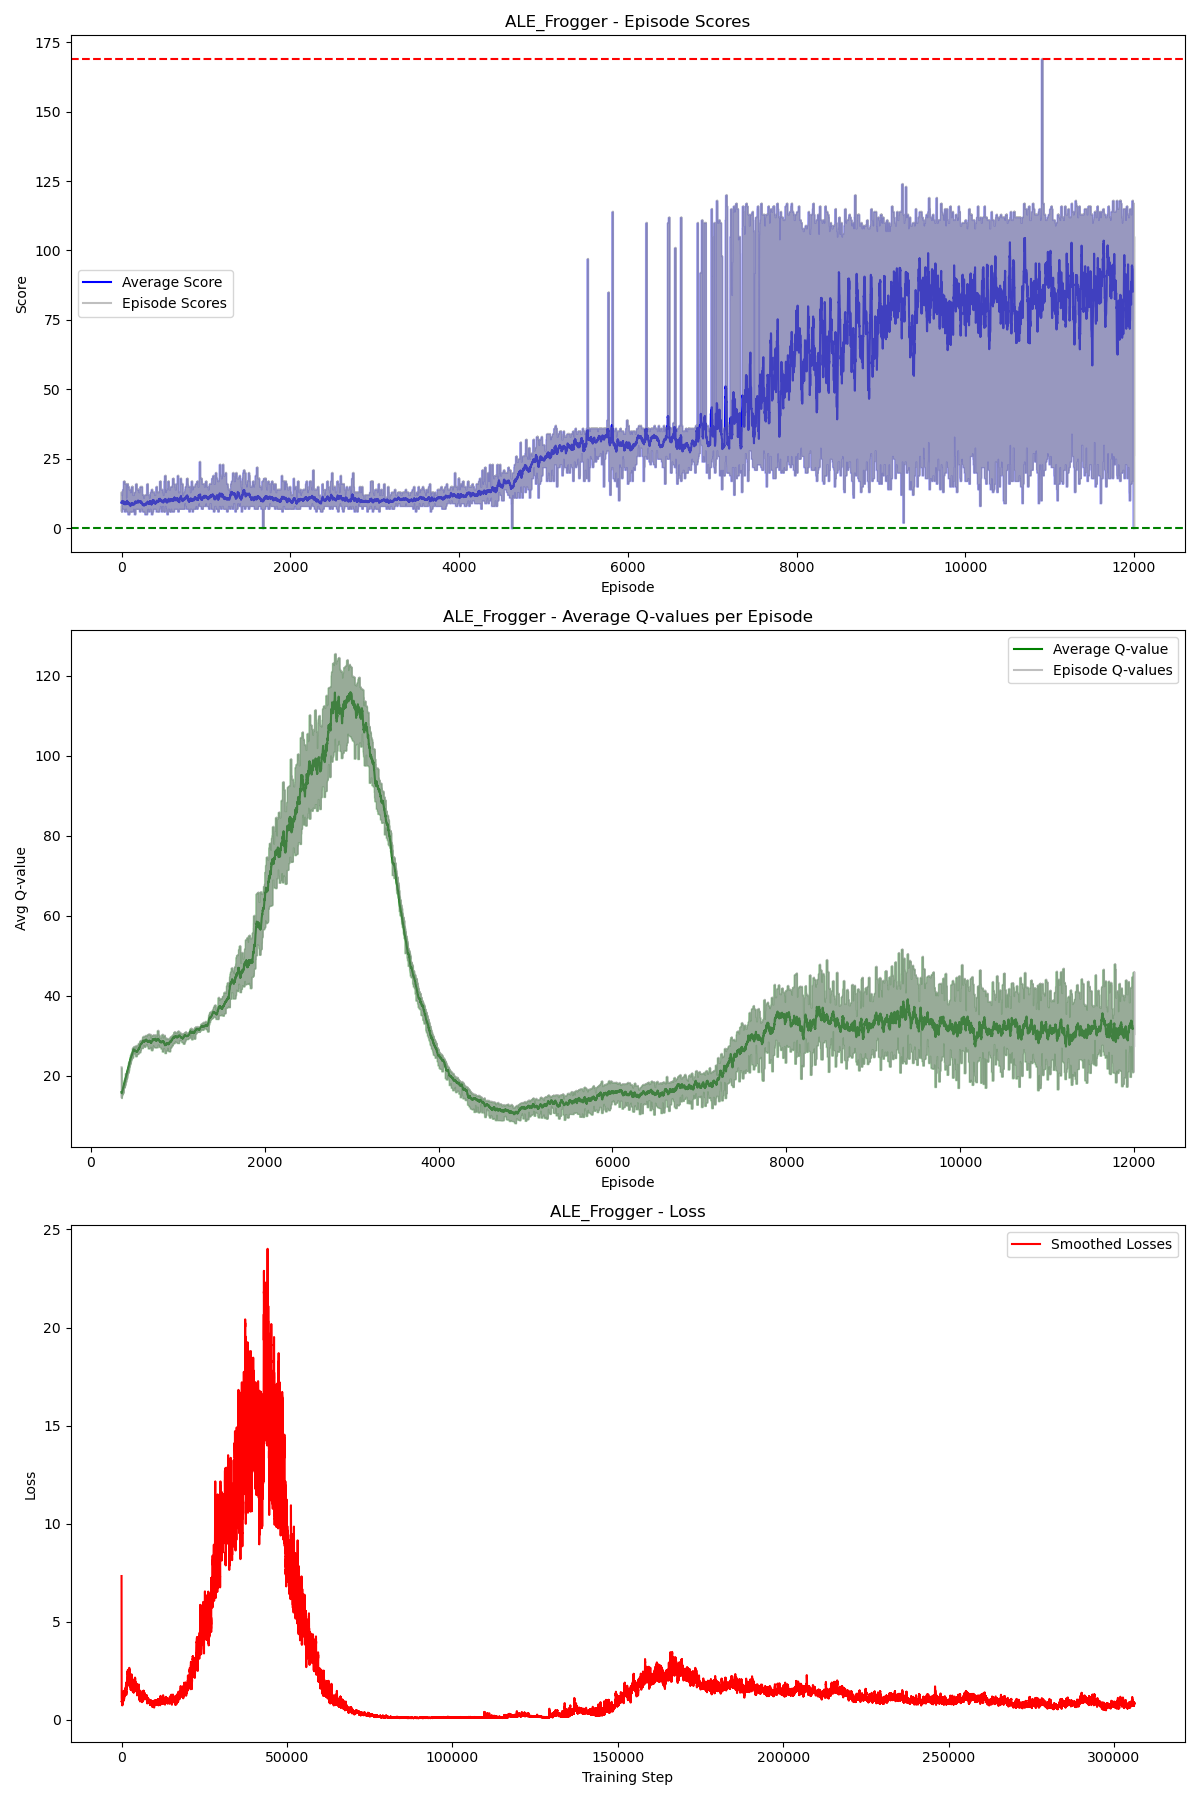 ALE_Frogger - Episode Scores
175
150
125
100
75
50
25
0
Score
Average Score
Episode Scores
0 2000 4000 6000 8000 10000 12000
Episode
ALE_Frogger - Average Q-values per Episode
120
100
80
60
40
20
Avg Q-value
Average Q-value
Episode Q-values
0 2000 4000 6000 8000 10000 12000
Episode
ALE_Frogger - Loss
25
20
15
10
5
0
Loss
Smoothed Losses
0 50000 100000 150000 200000 250000 300000
Training Step